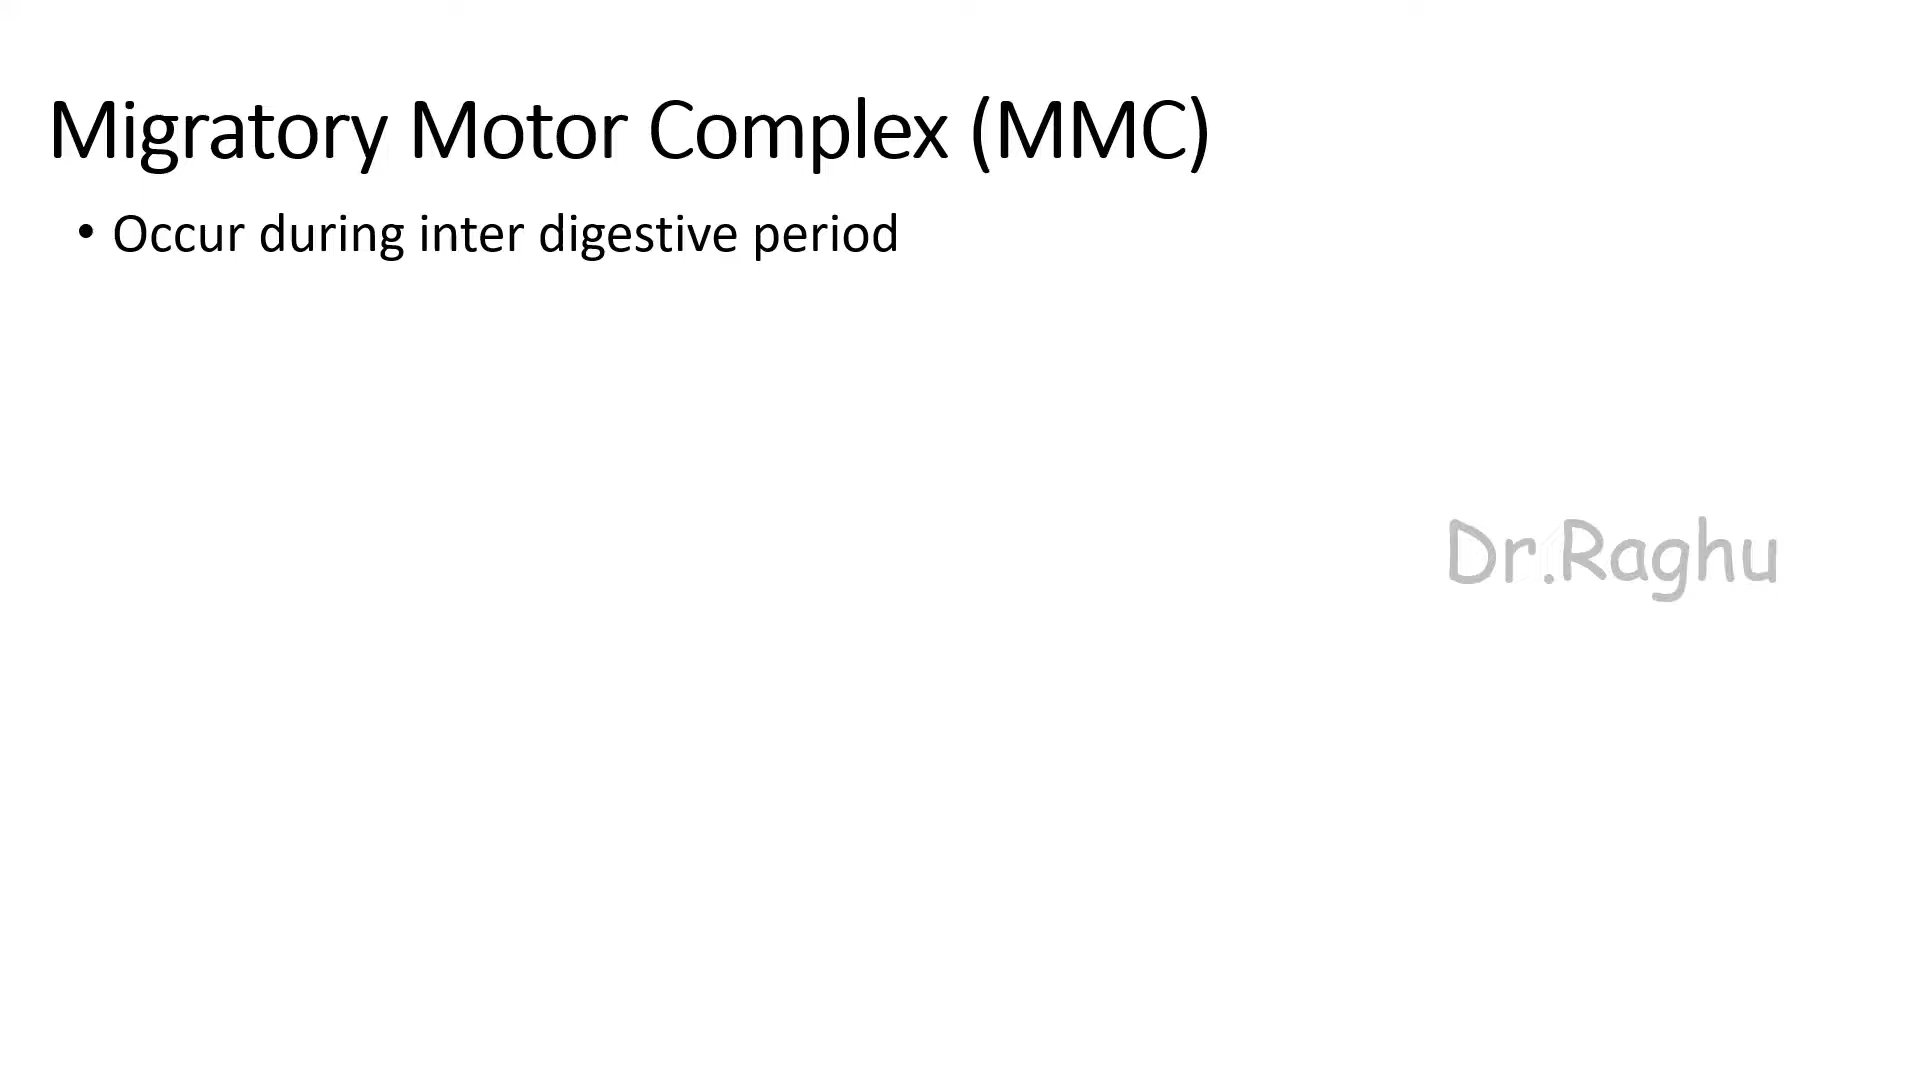 Migratory Motor Complex (MMC)
• Occur during inter digestive period
Dr.Raghu